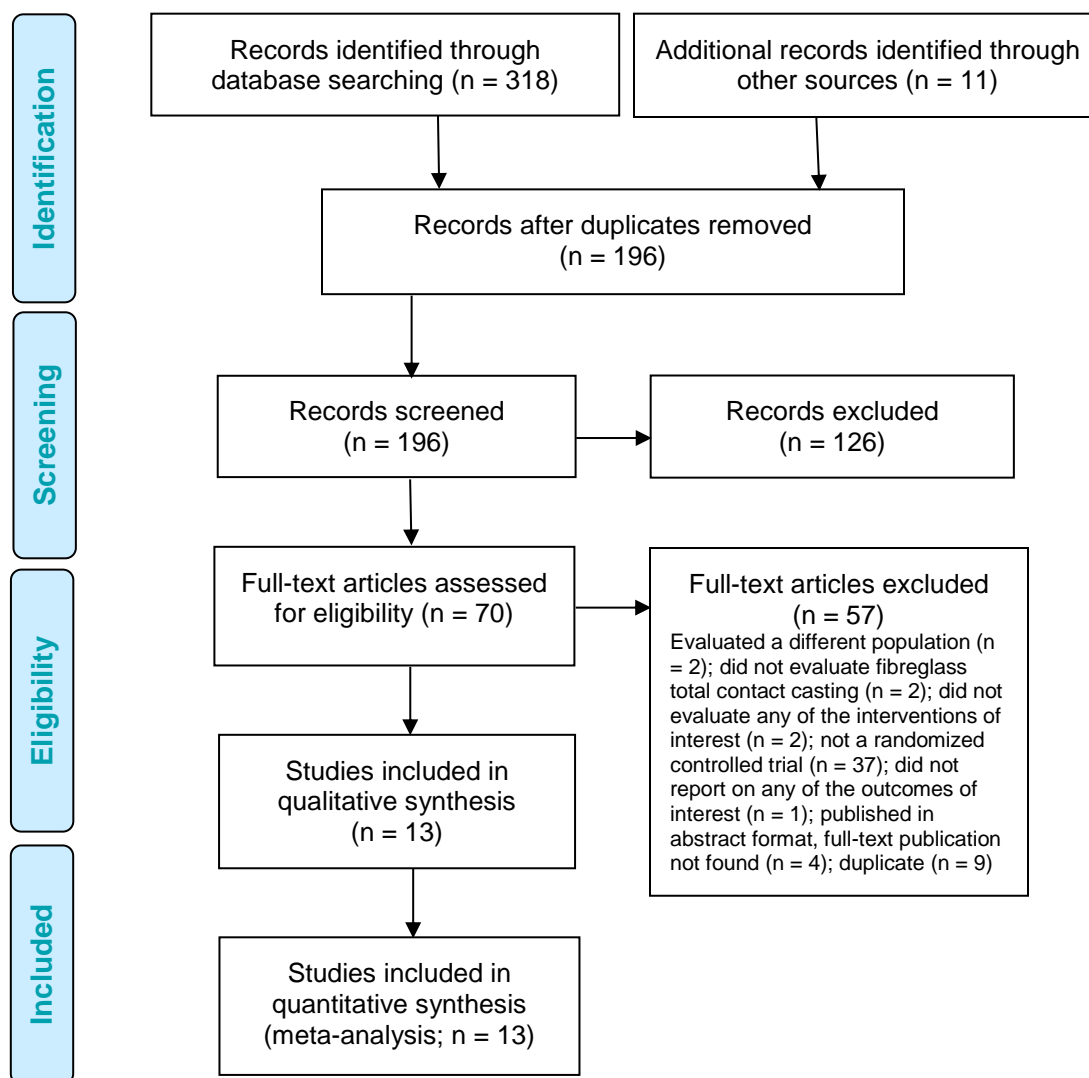 Identification
Records identified through
database searching (n = 318)
Additional records identified through
other sources (n = 11)
Records after duplicates removed
(n = 196)
Screening
Records screened
(n = 196)
Records excluded
(n = 126)
Eligibility
Full-text articles assessed
for eligibility (n = 70)
Full-text articles excluded
(n = 57)
Evaluated a different population (n
= 2); did not evaluate fibreglass
total contact casting (n = 2); did not
evaluate any of the interventions of
interest (n = 2); not a randomized
controlled trial (n = 37); did not
report on any of the outcomes of
interest (n = 1); published in
abstract format, full-text publication
not found (n = 4); duplicate (n = 9)
Studies included in
qualitative synthesis
(n = 13)
Included
Studies included in
quantitative synthesis
(meta-analysis; n = 13)